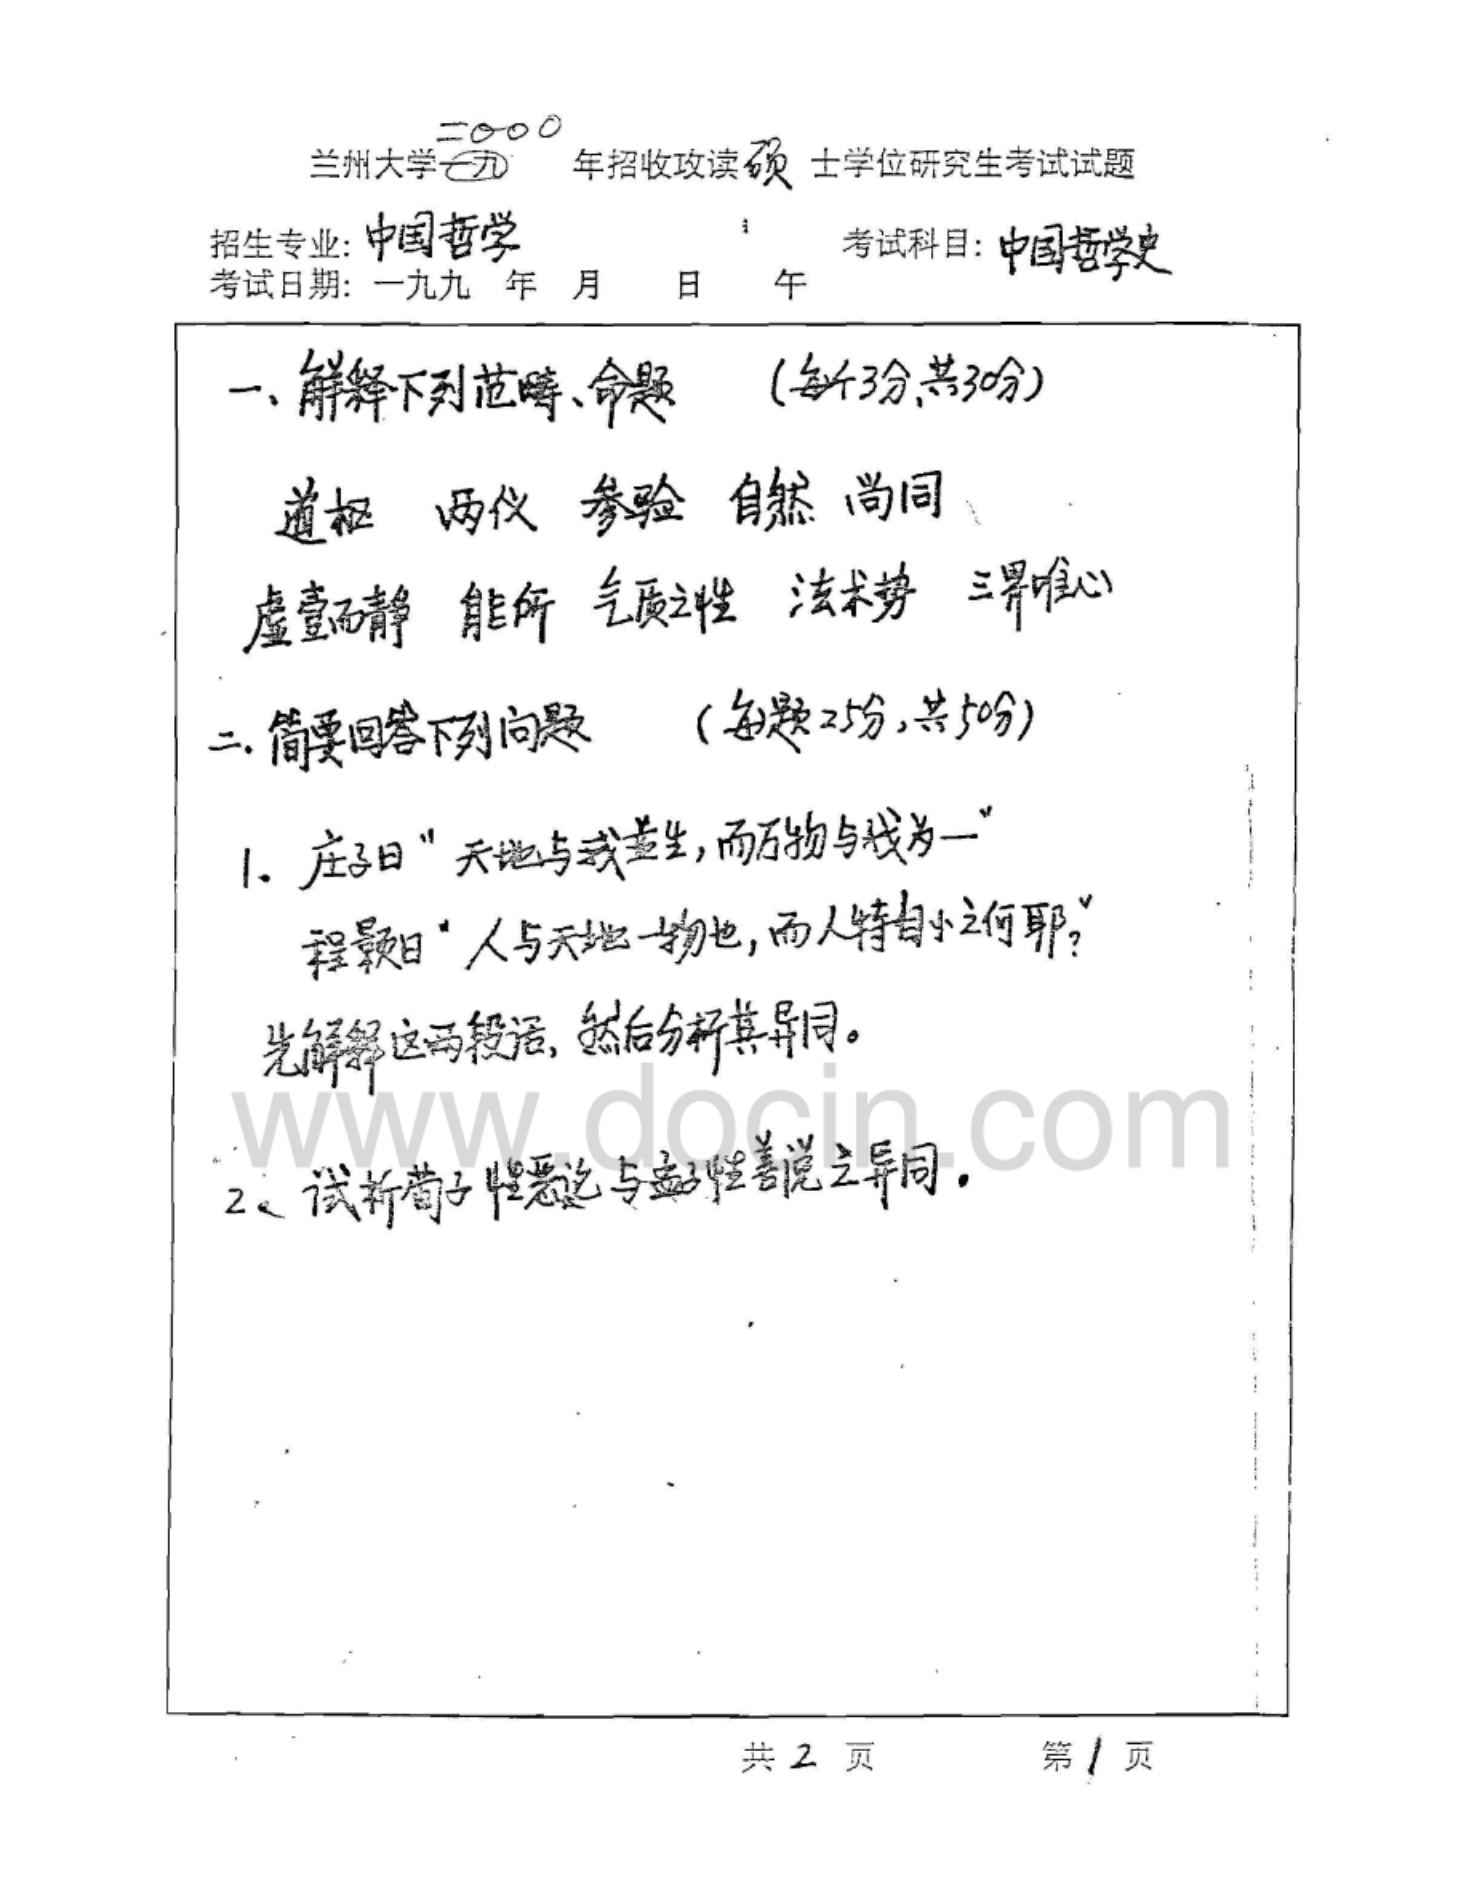 二000
兰州大学一九 年招收攻读硕 士学位研究生考试试题
招生专业: 中国哲学 考试科目: 中国哲学史
考试日期: 一九九 年 月 日 午
一、解释下列范畴、命题 (每个3分,共30分)
道枢 两仪 参验 自然 尚同
虚壹而静 能所 气质之性 法术势 三界唯心
二、简要回答下列问题 (每题25分,共50分)
1. 庄子曰"天地与我並生,而万物与我为一"
程颢曰"人与天地一物也,而人特自小之何耶?"
先解释这两段话,然后分析其异同。
www.docin.com
2、试析荀子性恶论与孟子性善说之异同。
共 2 页 第 1 页